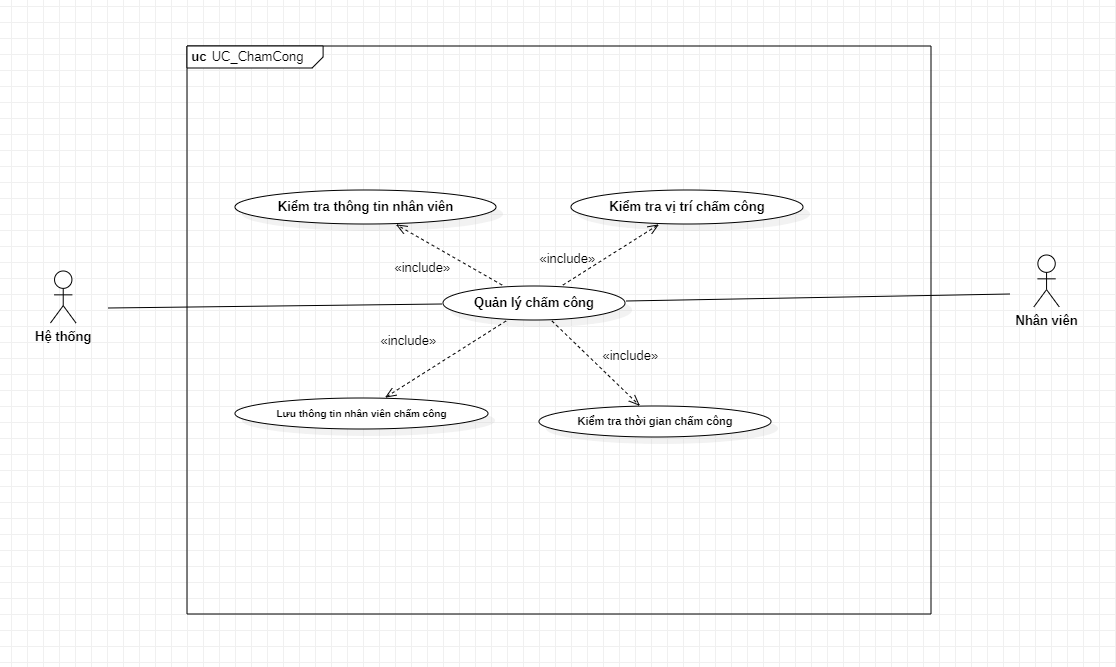 uc UC_ChamCong
Kiểm tra thông tin nhân viên
Kiểm tra vị trí chấm công
«include»
«include»
Quản lý chấm công
Hệ thống
Nhân viên
«include»
«include»
Lưu thông tin nhân viên chấm công
Kiểm tra thời gian chấm công